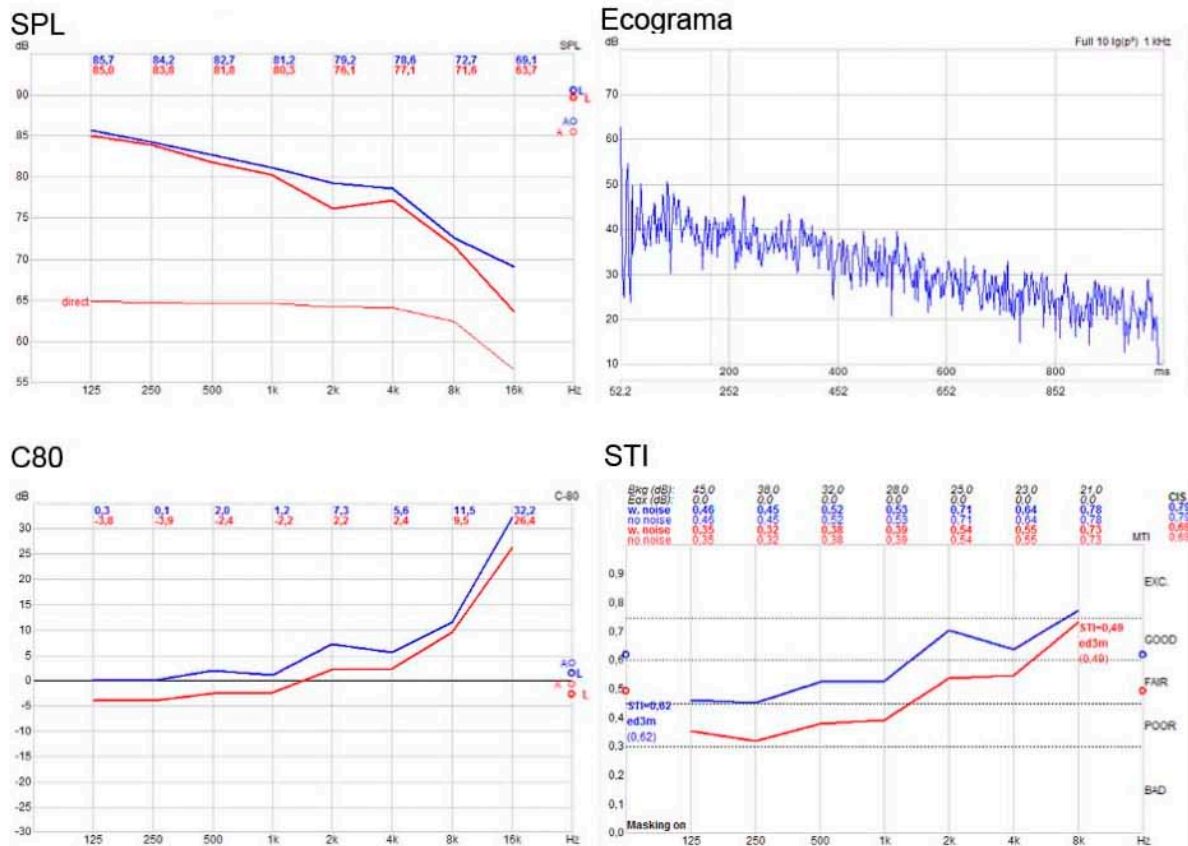 SPL
dB SPL
85,7 84,2 82,7 81,2 79,2 78,6 72,7 69,1
85,0 83,8 81,8 80,3 76,1 77,1 71,6 63,7
90
L
L
A
A
85
80
75
70
65
direct
60
55
125 250 500 1k 2k 4k 8k 16k Hz
Ecograma
dB Full 10 lg(p²) 1 kHz
70
60
50
40
30
20
10
200 400 600 800 ms
52.2 252 452 652 852
C80
dB C-80
0,3 0,1 2,0 1,2 7,3 5,6 11,5 32,2
-3,8 -3,9 -2,4 -2,2 2,2 2,4 9,5 26,4
30
25
20
15
10
5
A
L
0
A
L
-5
-10
-15
-20
-25
-30
125 250 500 1k 2k 4k 8k 16k Hz
STI
Bkg (dB): 45,0 38,0 32,0 28,0 25,0 23,0 21,0
0,0 0,0 0,0 0,0 0,0 0,0 0,0 CIS
w. noise 0,46 0,45 0,52 0,53 0,71 0,64 0,78
no noise 0,46 0,45 0,52 0,53 0,71 0,64 0,78
w. noise 0,35 0,32 0,38 0,39 0,54 0,55 0,73
no noise 0,35 0,32 0,38 0,39 0,54 0,55 0,73
MTI
0,9
EXC.
0,8
0,7
STI=0,49
ed3m
(0,49)
GOOD
0,6
FAIR
0,5
STI=0,62
ed3m
(0,62)
0,4
POOR
0,3
0,2
BAD
0,1
0,0
Masking on
125 250 500 1k 2k 4k 8k Hz